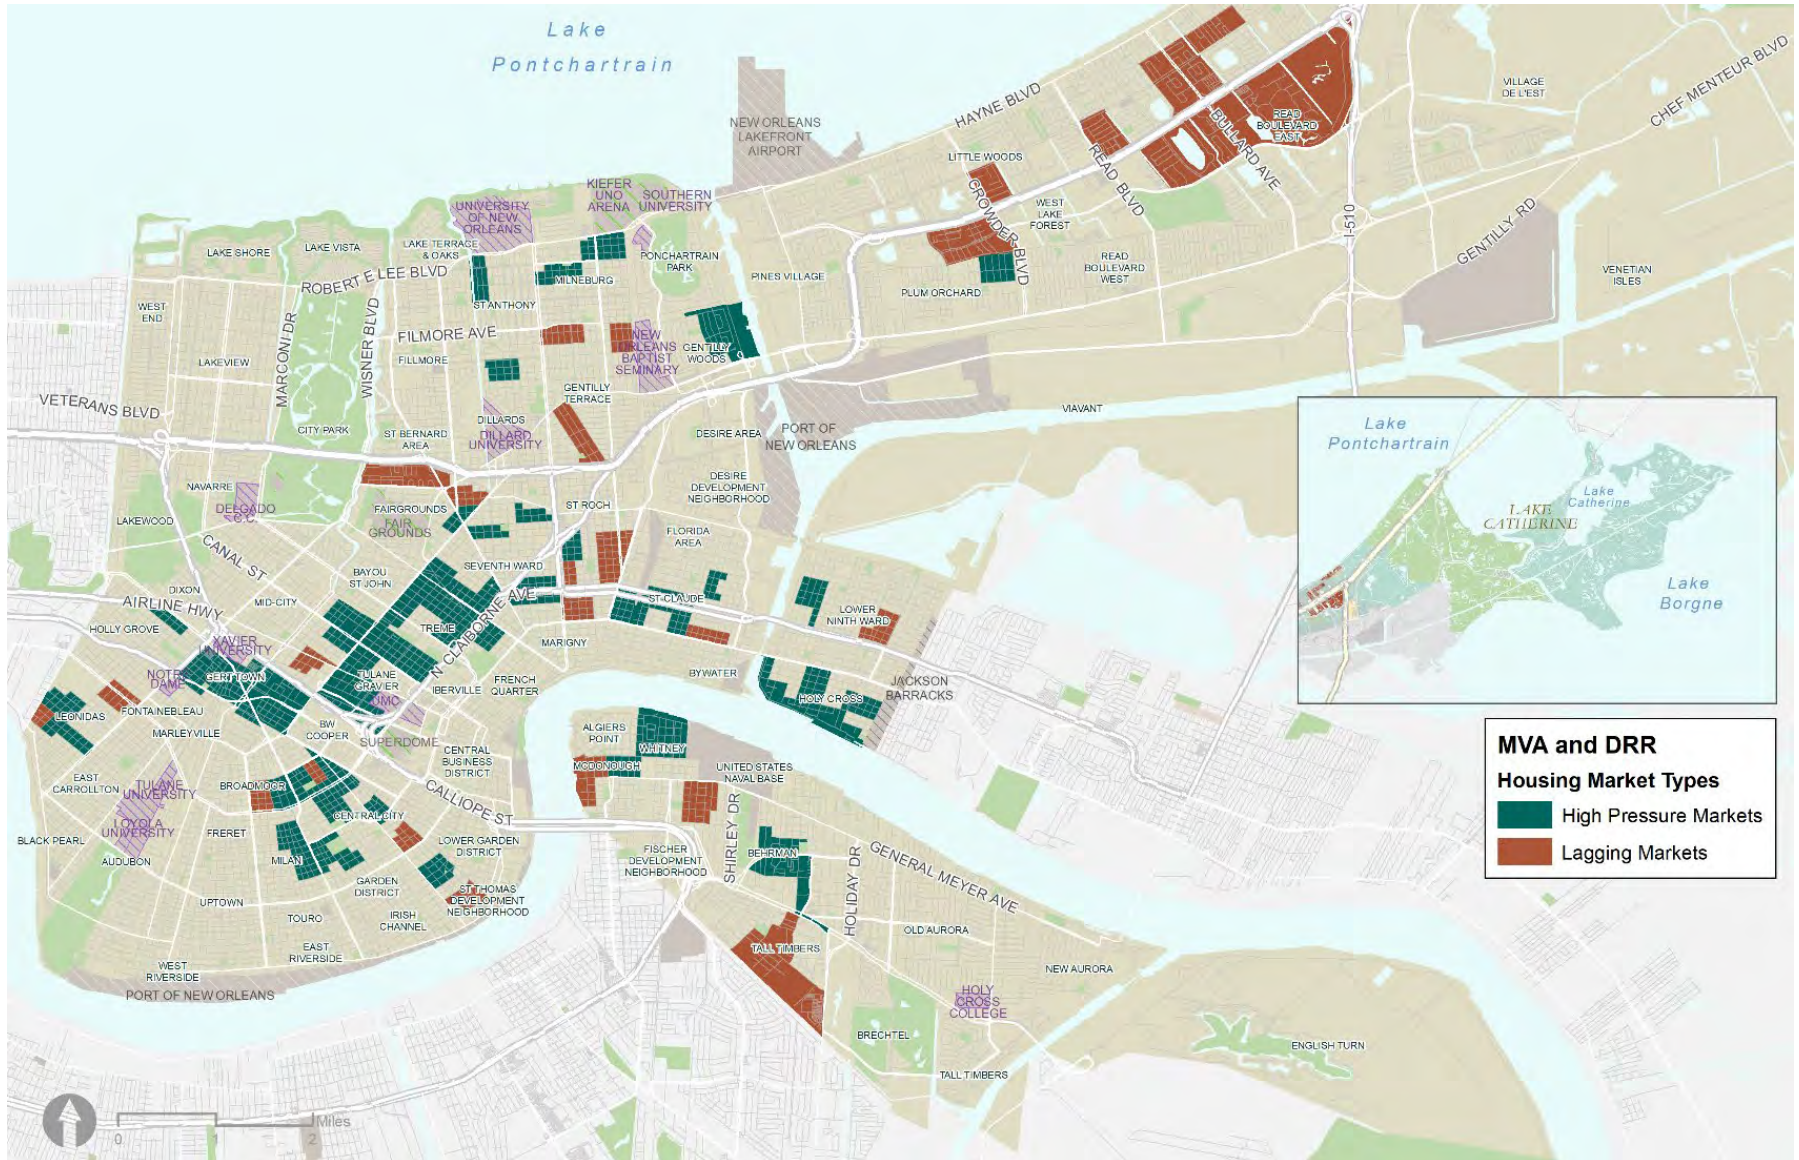 Lake
Pontchartrain
NEW ORLEANS
LAKEFRONT
AIRPORT
HAYNE BLVD
VILLAGE
DE L'EST
CHEF MENTEUR BLVD
READ
BOULEVARD
EAST
BULLARD AVE
LITTLE WOODS
READ BLVD
CROWDER BLVD
WEST
LAKE
FOREST
I-510
GENTILLY RD
KIEFER
UNO
ARENA
SOUTHERN
UNIVERSITY
UNIVERSITY
OF NEW
ORLEANS
LAKE SHORE
LAKE VISTA
LAKE TERRACE
& OAKS
PONCHARTRAIN
PARK
PINES VILLAGE
READ
BOULEVARD
WEST
VENETIAN
ISLES
ROBERT E LEE BLVD
MILNEBURG
PLUM ORCHARD
WEST
END
ST ANTHONY
MARCONI DR
WISNER BLVD
FILMORE AVE
FILLMORE
NEW
ORLEANS
BAPTIST
SEMINARY
GENTILLY
WOODS
LAKEVIEW
GENTILLY
TERRACE
VETERANS BLVD
CITY PARK
ST BERNARD
AREA
DILLARDS
DILLARD
UNIVERSITY
DESIRE AREA
PORT OF
NEW ORLEANS
VIAVANT
DESIRE
DEVELOPMENT
NEIGHBORHOOD
NAVARRE
DELGADO
C.C.
LAKEWOOD
FAIRGROUNDS
FAIR
GROUNDS
ST ROCH
FLORIDA
AREA
CANAL ST
SEVENTH WARD
BAYOU
ST JOHN
DIXON
MID-CITY
AIRLINE HWY
HOLLY GROVE
ST CLAUDE
LOWER
NINTH WARD
TREME
N CLAIBORNE AVE
MARIGNY
XAVIER
UNIVERSITY
NOTRE
DAME
GERT TOWN
TULANE
GRAVIER
IBERVILLE
FRENCH
QUARTER
BYWATER
HOLY CROSS
JACKSON
BARRACKS
UMC
LEONIDAS
FONTAINEBLEAU
MARLEYVILLE
BW
COOPER
SUPERDOME
CENTRAL
BUSINESS
DISTRICT
ALGIERS
POINT
WHITNEY
MCDONOUGH
UNITED STATES
NAVAL BASE
EAST
CARROLLTON
TULANE
UNIVERSITY
BROADMOOR
CALLIOPE ST
CENTRAL CITY
LOYOLA
UNIVERSITY
FRERET
BLACK PEARL
AUDUBON
MILAN
LOWER GARDEN
DISTRICT
FISCHER
DEVELOPMENT
NEIGHBORHOOD
SHIRLEY DR
BEHRMAN
HOLIDAY DR
GENERAL MEYER AVE
GARDEN
DISTRICT
ST THOMAS
DEVELOPMENT
NEIGHBORHOOD
UPTOWN
TOURO
IRISH
CHANNEL
EAST
RIVERSIDE
WEST
RIVERSIDE
PORT OF NEW ORLEANS
TALL TIMBERS
OLD AURORA
NEW AURORA
HOLY
CROSS
COLLEGE
BRECHTEL
TALL TIMBERS
ENGLISH TURN
Lake
Pontchartrain
Lake
Catherine
LAKE
CATHERINE
Lake
Borgne
MVA and DRR
Housing Market Types
High Pressure Markets
Lagging Markets
Miles
0
1
2